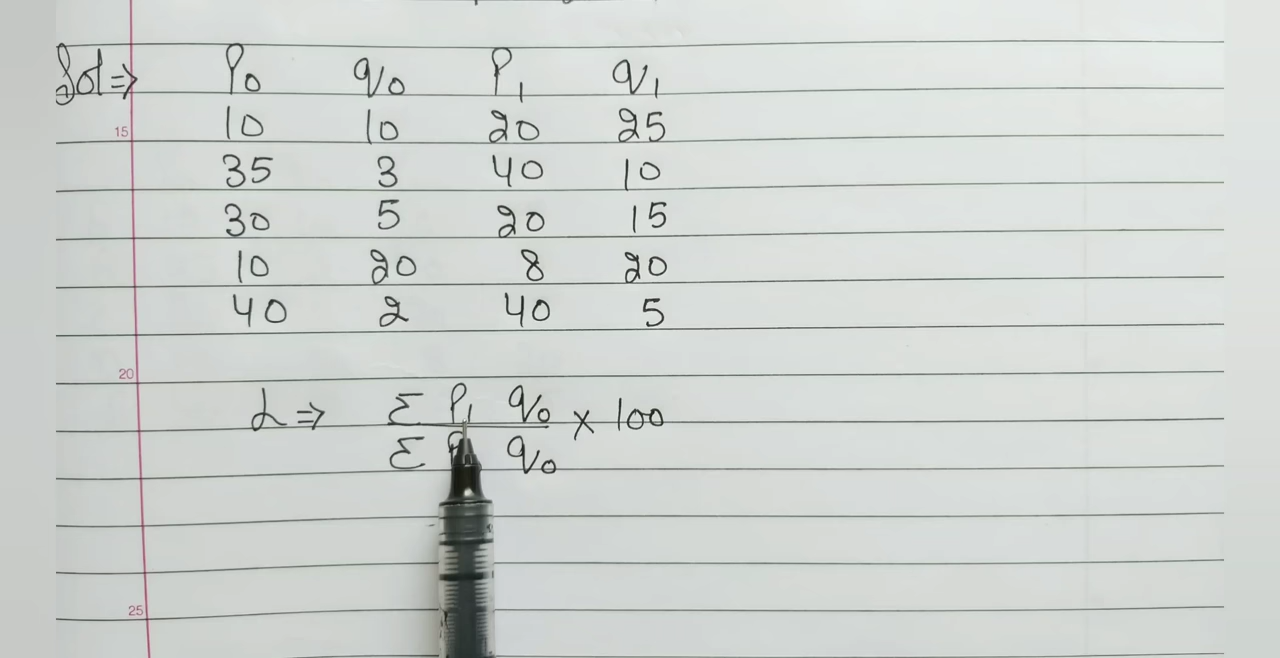 Sol ⇒ P₀ q₀ P₁ q₁
15 10 10 20 25
35 3 40 10
30 5 20 15
10 20 8 20
40 2 40 5
20
L ⇒ Σ P₁ q₀ × 100
Σ q₀
25